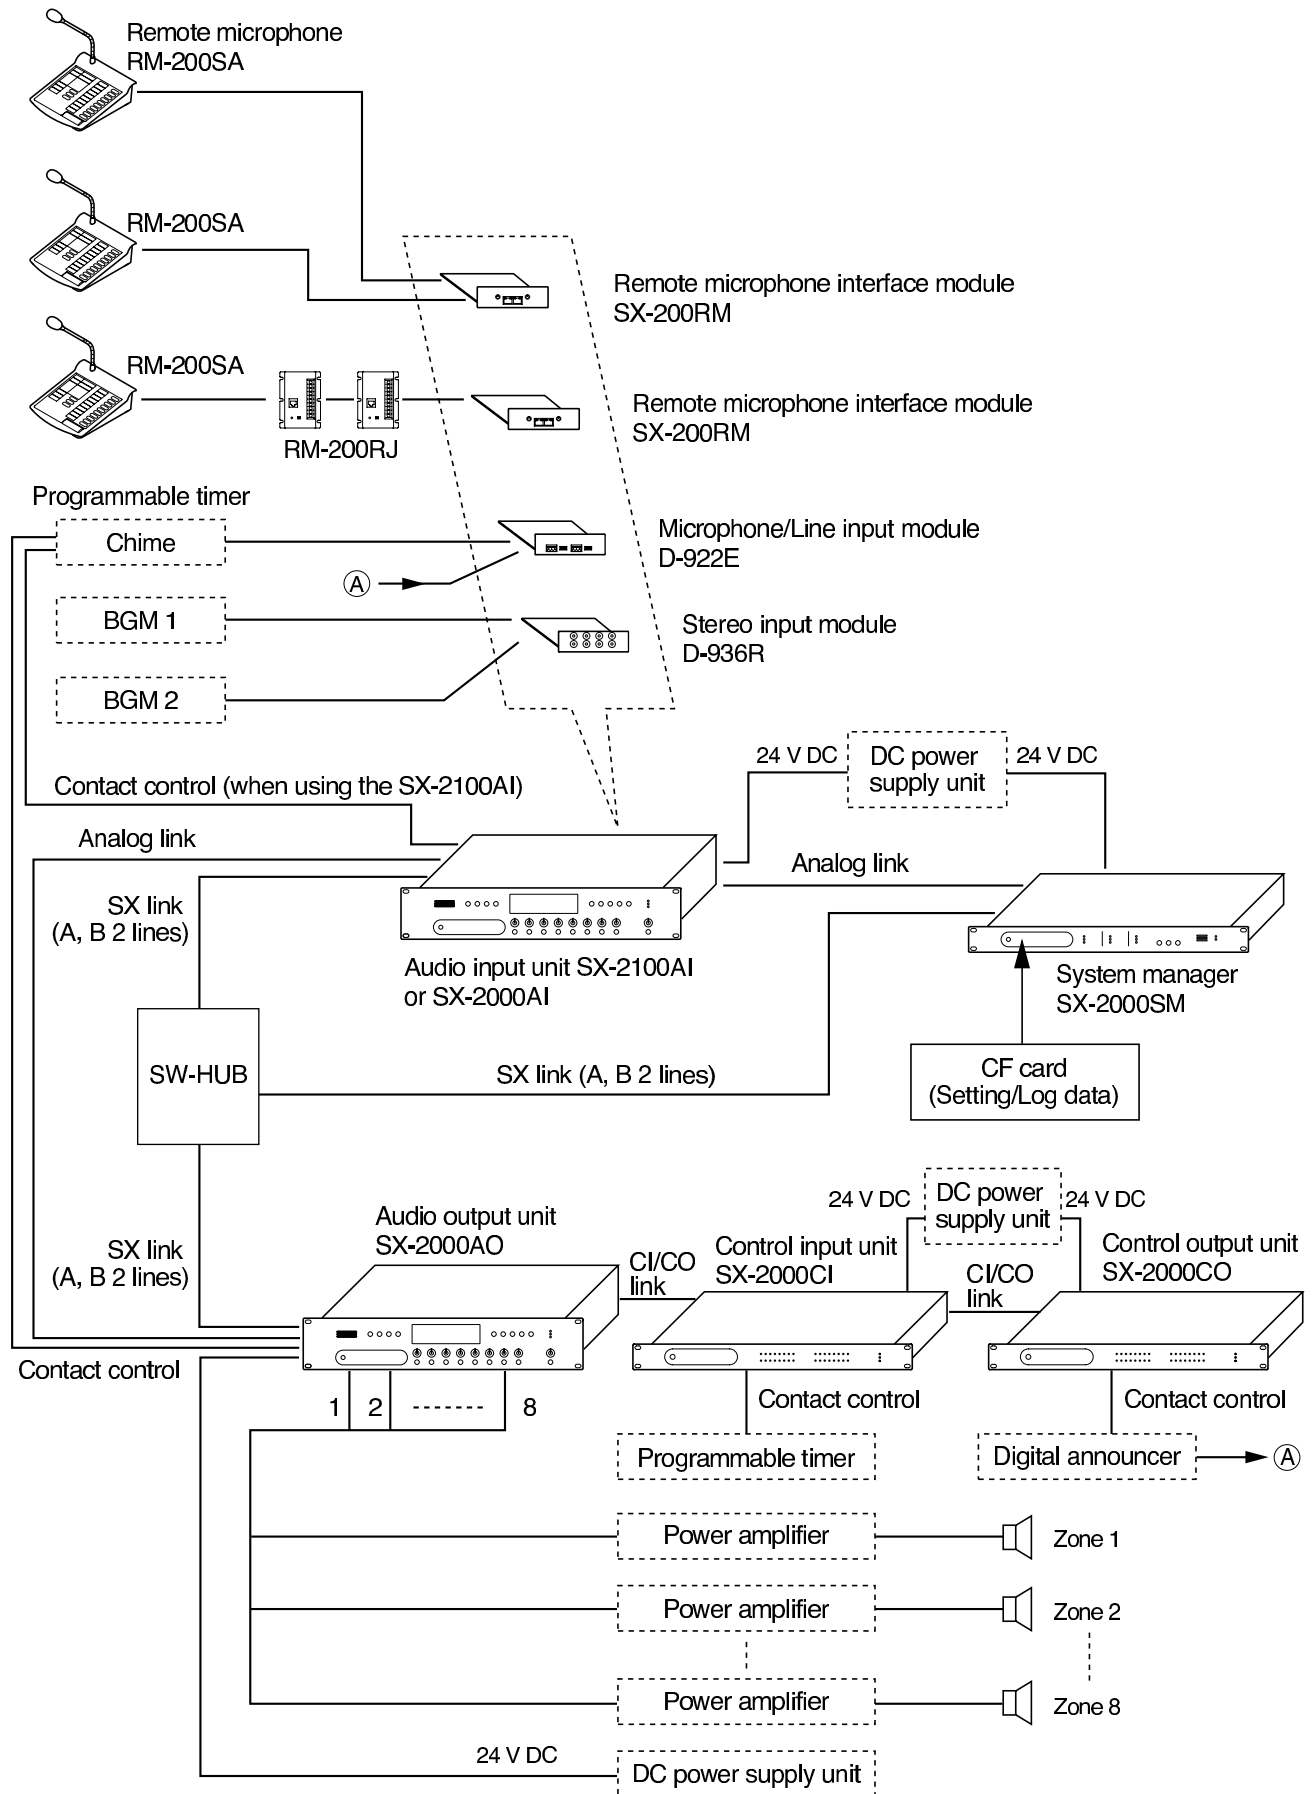 Remote microphone
RM-200SA
RM-200SA
Remote microphone interface module
SX-200RM
RM-200SA
Remote microphone interface module
SX-200RM
RM-200RJ
Programmable timer
Chime
Microphone/Line input module
D-922E
A
BGM 1
Stereo input module
D-936R
BGM 2
24 V DC
DC power
supply unit
24 V DC
Contact control (when using the SX-2100AI)
Analog link
Analog link
SX link
(A, B 2 lines)
Audio input unit SX-2100AI
or SX-2000AI
System manager
SX-2000SM
SW-HUB
SX link (A, B 2 lines)
CF card
(Setting/Log data)
24 V DC
DC power
supply unit
24 V DC
Audio output unit
SX-2000AO
SX link
(A, B 2 lines)
CI/CO
link
Control input unit
SX-2000CI
CI/CO
link
Control output unit
SX-2000CO
Contact control
1
2
8
Contact control
Contact control
Programmable timer
Digital announcer
A
Power amplifier
Zone 1
Power amplifier
Zone 2
Power amplifier
Zone 8
24 V DC
DC power supply unit